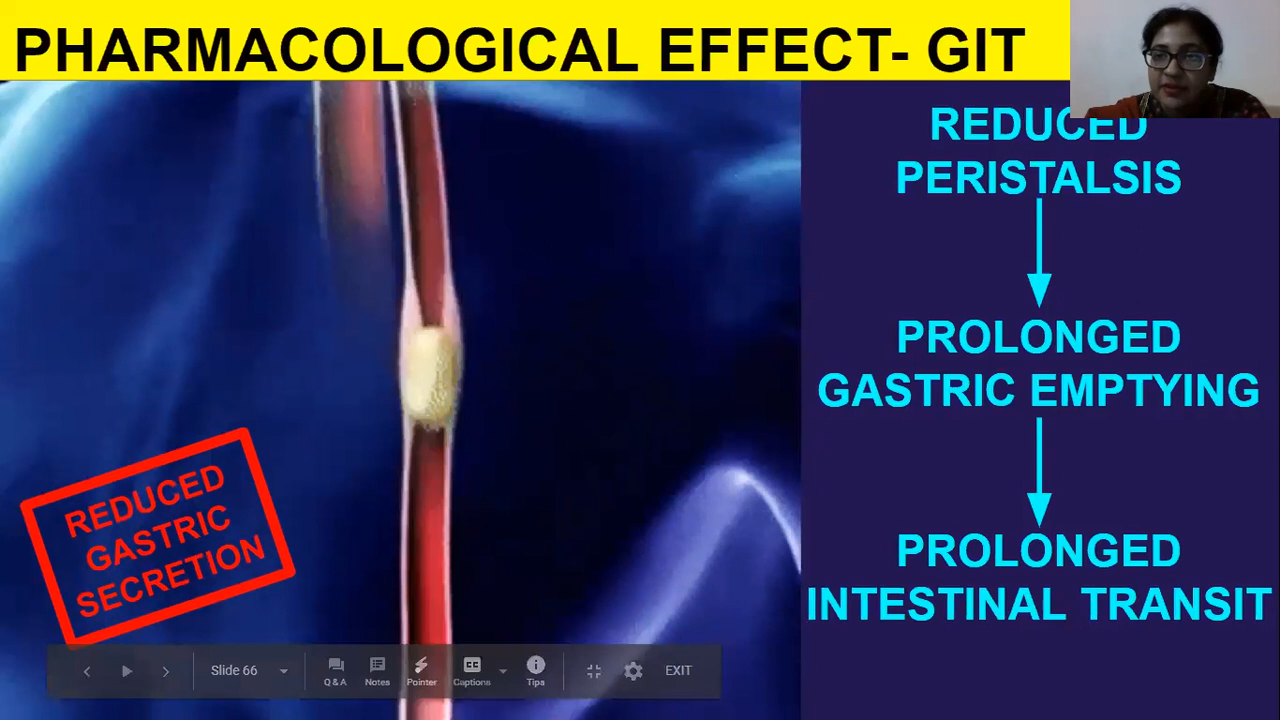 PHARMACOLOGICAL EFFECT- GIT
REDUCED
PERISTALSIS
PROLONGED
GASTRIC EMPTYING
PROLONGED
INTESTINAL TRANSIT
REDUCED
GASTRIC
SECRETION
Slide 66
Q & A
Notes
Pointer
CC
Captions
Tips
EXIT